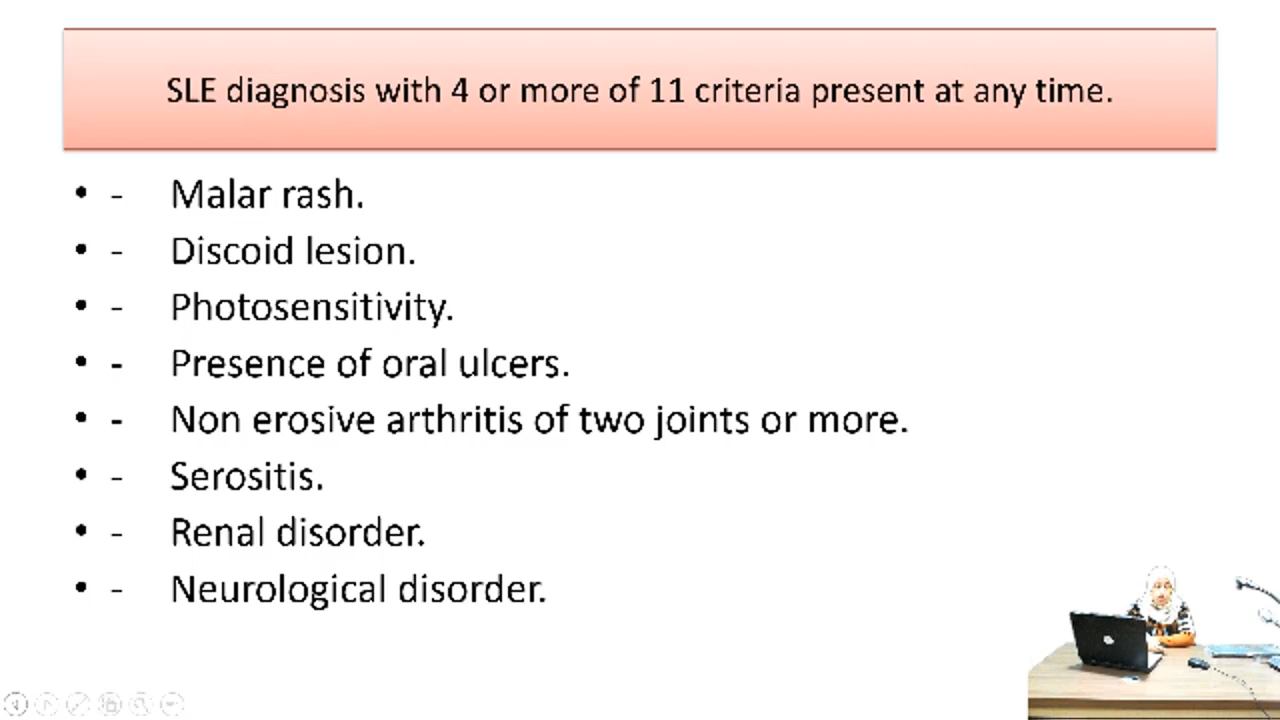 SLE diagnosis with 4 or more of 11 criteria present at any time.
• - Malar rash.
• - Discoid lesion.
• - Photosensitivity.
• - Presence of oral ulcers.
• - Non erosive arthritis of two joints or more.
• - Serositis.
• - Renal disorder.
• - Neurological disorder.